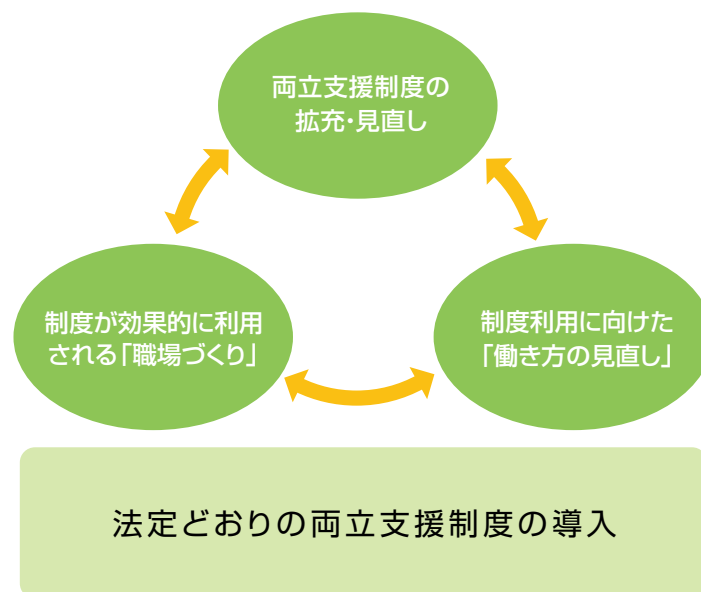 両立支援制度の
拡充・見直し
制度が効果的に利用
される「職場づくり」
制度利用に向けた
「働き方の見直し」
法定どおりの両立支援制度の導入